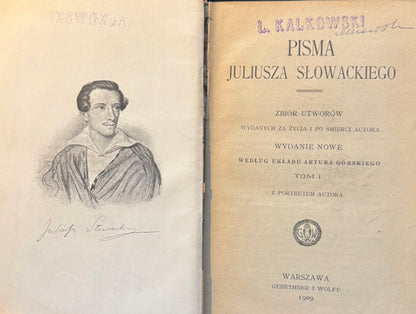 Juliusz Słowacki
L. KALKOWSKI
PISMA
JULIUSZA SŁOWACKIEGO
ZBIÓR UTWORÓW
WYDANYCH ZA ŻYCIA I PO ŚMIERCI AUTORA
WYDANIE NOWE
WEDŁUG UKŁADU ARTURA GÓRSKIEGO
TOM I
Z PORTRETEM AUTORA
WARSZAWA
GEBETHNER I WOLFF
1909